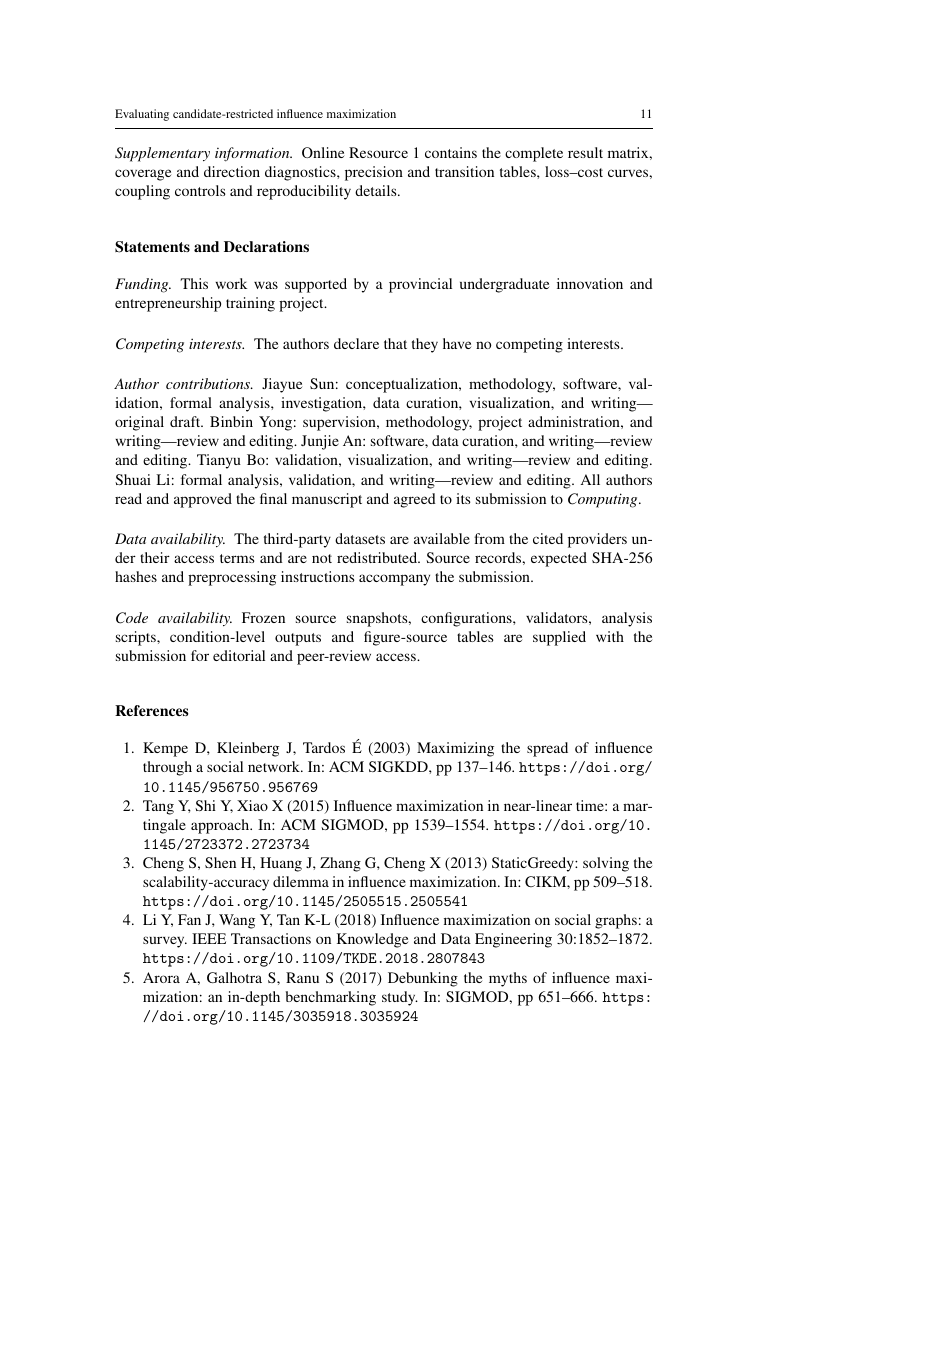 Evaluating candidate-restricted influence maximization 11
Supplementary information. Online Resource 1 contains the complete result matrix,
coverage and direction diagnostics, precision and transition tables, loss–cost curves,
coupling controls and reproducibility details.
Statements and Declarations
Funding. This work was supported by a provincial undergraduate innovation and
entrepreneurship training project.
Competing interests. The authors declare that they have no competing interests.
Author contributions. Jiayue Sun: conceptualization, methodology, software, val-
idation, formal analysis, investigation, data curation, visualization, and writing—
original draft. Binbin Yong: supervision, methodology, project administration, and
writing—review and editing. Junjie An: software, data curation, and writing—review
and editing. Tianyu Bo: validation, visualization, and writing—review and editing.
Shuai Li: formal analysis, validation, and writing—review and editing. All authors
read and approved the final manuscript and agreed to its submission to Computing.
Data availability. The third-party datasets are available from the cited providers un-
der their access terms and are not redistributed. Source records, expected SHA-256
hashes and preprocessing instructions accompany the submission.
Code availability. Frozen source snapshots, configurations, validators, analysis
scripts, condition-level outputs and figure-source tables are supplied with the
submission for editorial and peer-review access.
References
1. Kempe D, Kleinberg J, Tardos É (2003) Maximizing the spread of influence
through a social network. In: ACM SIGKDD, pp 137–146. https://doi.org/
10.1145/956750.956769
2. Tang Y, Shi Y, Xiao X (2015) Influence maximization in near-linear time: a mar-
tingale approach. In: ACM SIGMOD, pp 1539–1554. https://doi.org/10.
1145/2723372.2723734
3. Cheng S, Shen H, Huang J, Zhang G, Cheng X (2013) StaticGreedy: solving the
scalability-accuracy dilemma in influence maximization. In: CIKM, pp 509–518.
https://doi.org/10.1145/2505515.2505541
4. Li Y, Fan J, Wang Y, Tan K-L (2018) Influence maximization on social graphs: a
survey. IEEE Transactions on Knowledge and Data Engineering 30:1852–1872.
https://doi.org/10.1109/TKDE.2018.2807843
5. Arora A, Galhotra S, Ranu S (2017) Debunking the myths of influence maxi-
mization: an in-depth benchmarking study. In: SIGMOD, pp 651–666. https:
//doi.org/10.1145/3035918.3035924